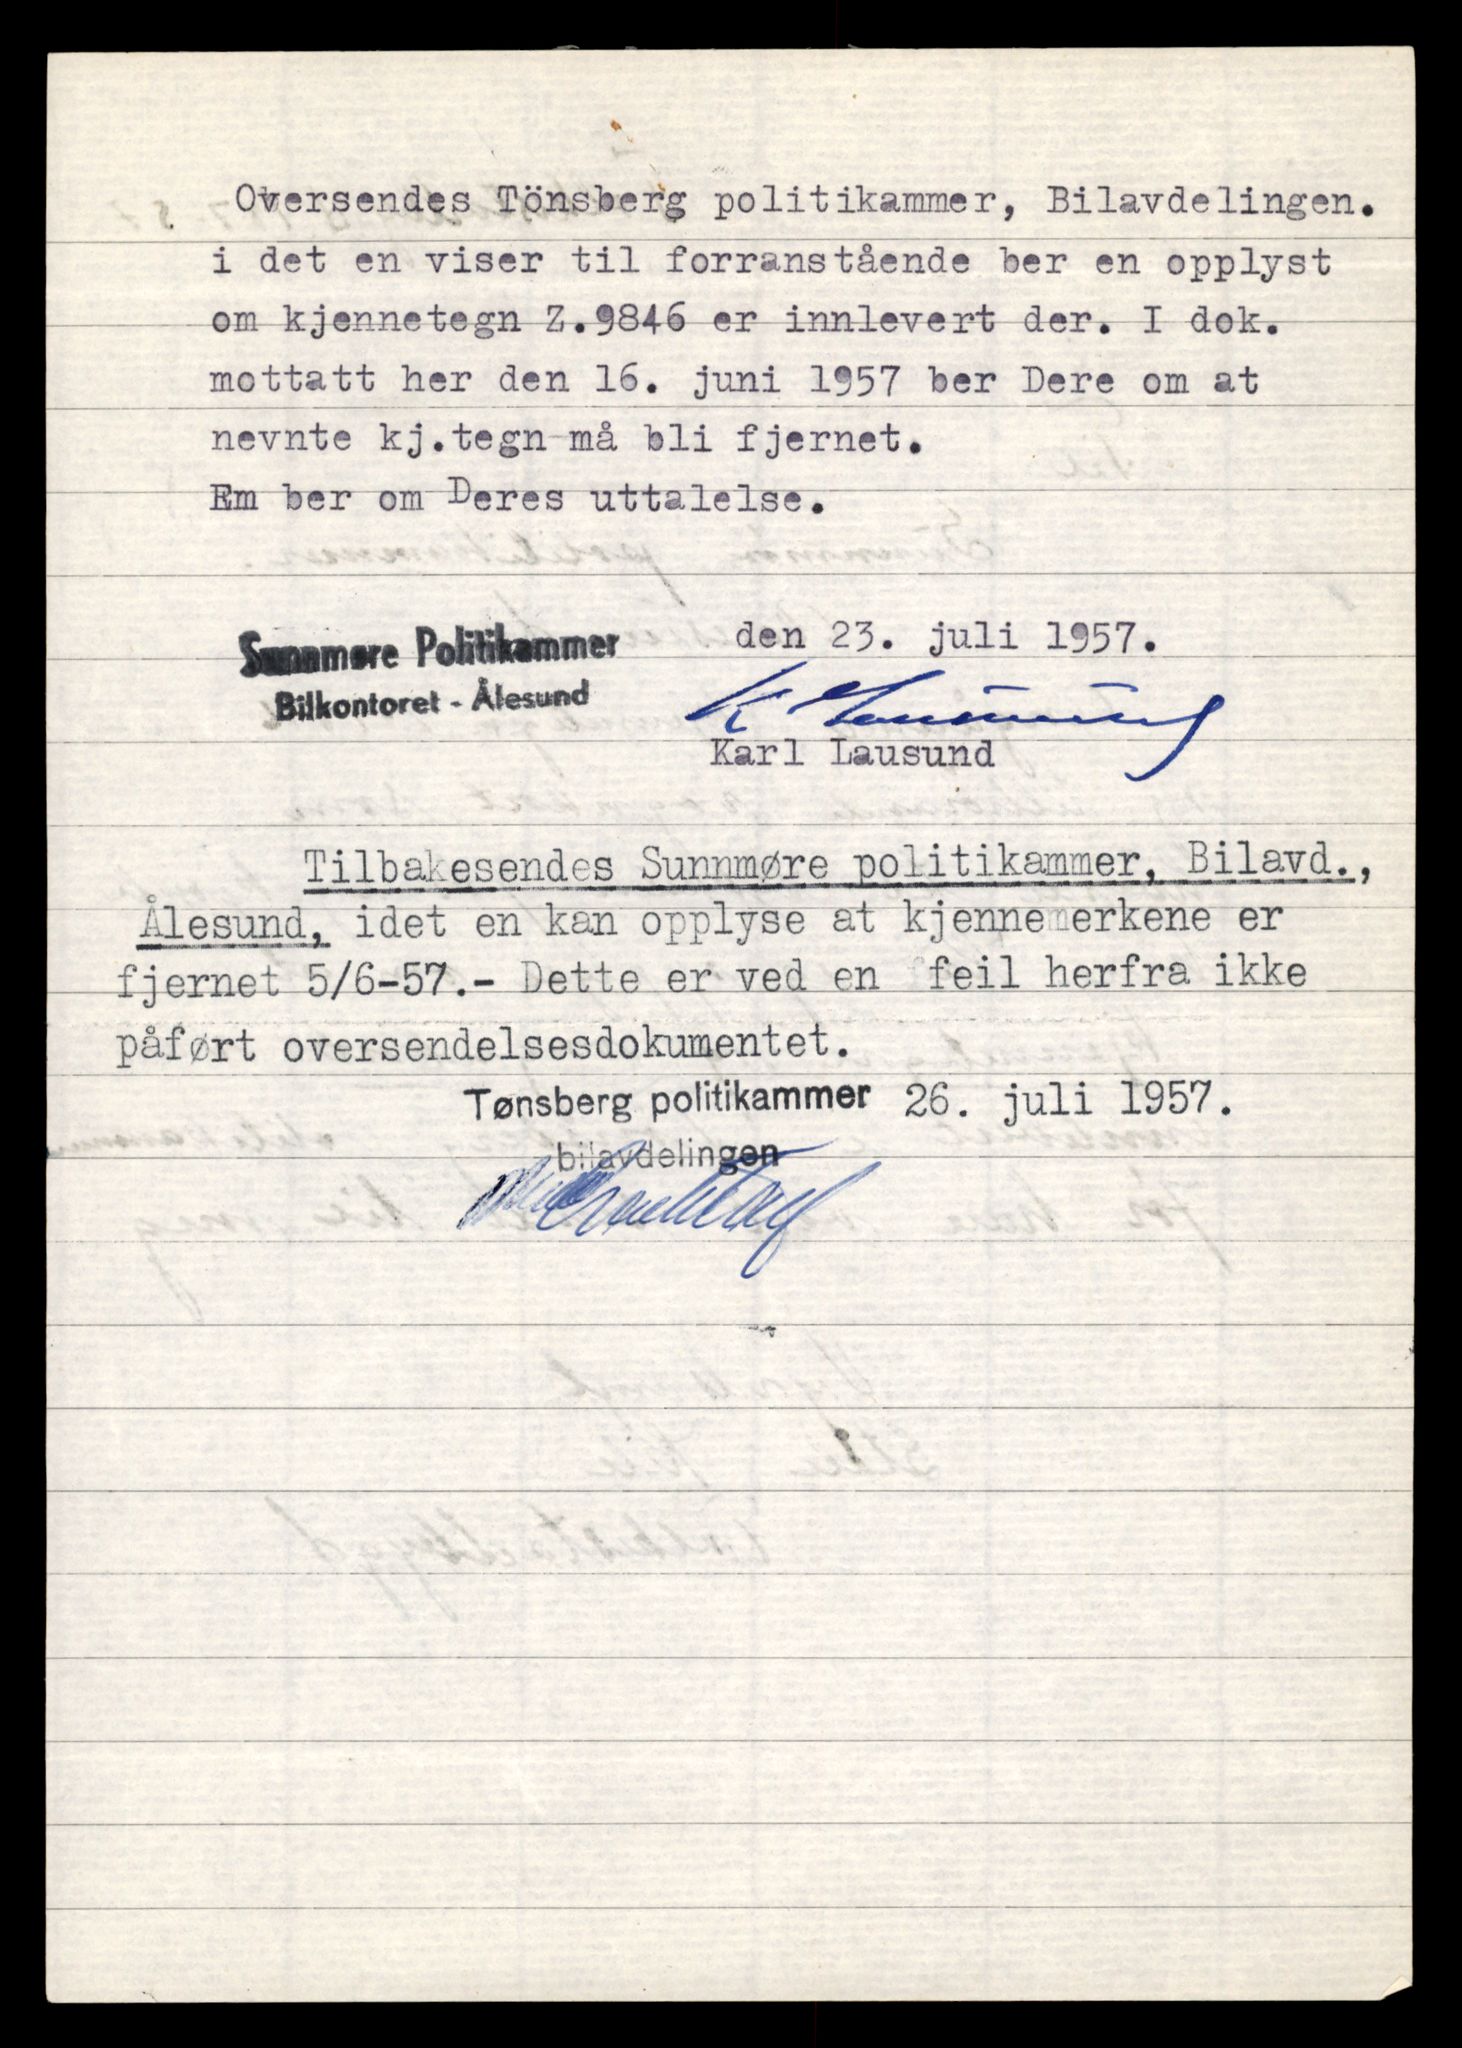 Oversendes Tönsberg politikammer, Bilavdelingen.
i det en viser til forranstående ber en opplyst
om kjennetegn Z.9846 er innlevert der. I dok.
mottatt her den 16. juni 1957 ber Dere om at
nevnte kj.tegn må bli fjernet.
Em ber om Deres uttalelse.
Sunnmøre Politikammer
Bilkontoret - Ålesund
den 23. juli 1957.
K Lausund
Karl Lausund
Tilbakesendes Sunnmøre politikammer, Bilavd.,
Ålesund, idet en kan opplyse at kjennemerkene er
fjernet 5/6-57.- Dette er ved en feil herfra ikke
påført oversendelsesdokumentet.
Tønsberg politikammer 26. juli 1957.
bilavdelingen